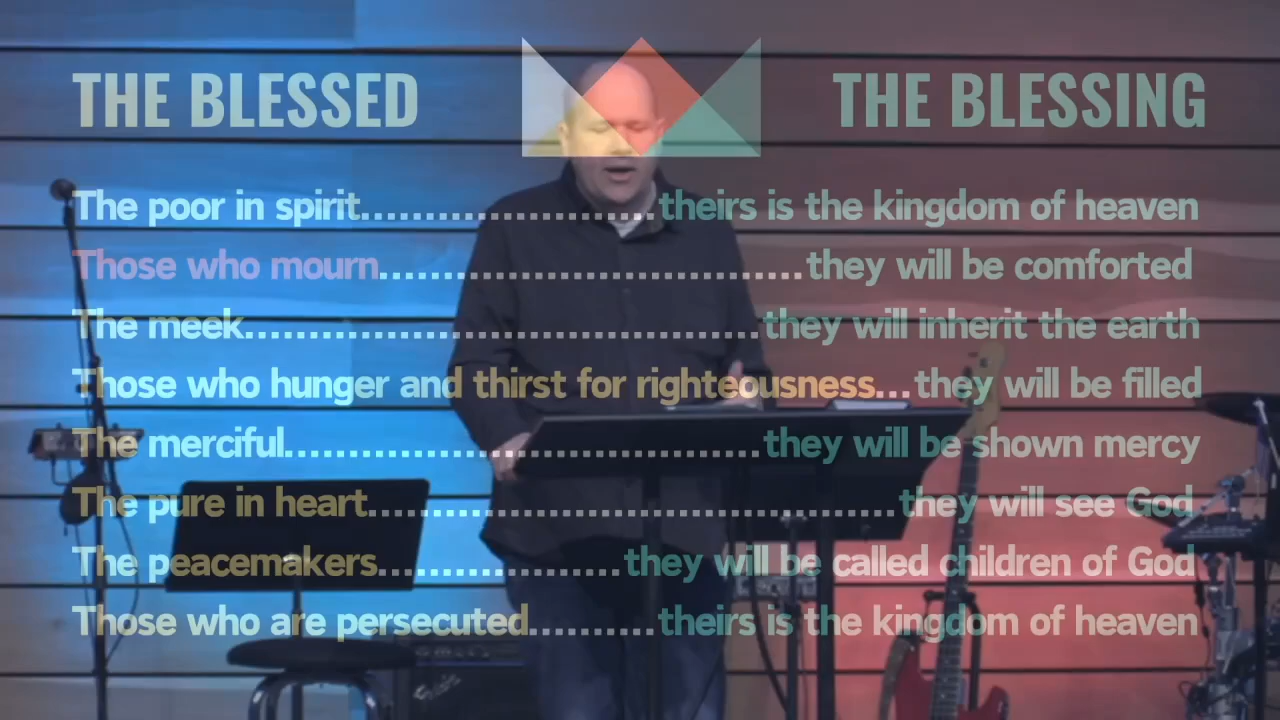 THE BLESSED THE BLESSING
The poor in spirit.......................theirs is the kingdom of heaven
Those who mourn.................................they will be comforted
The meek........................................they will inherit the earth
Those who hunger and thirst for righteousness...they will be filled
The merciful.....................................they will be shown mercy
The pure in heart.........................................they will see God
The peacemakers...................they will be called children of God
Those who are persecuted..........theirs is the kingdom of heaven